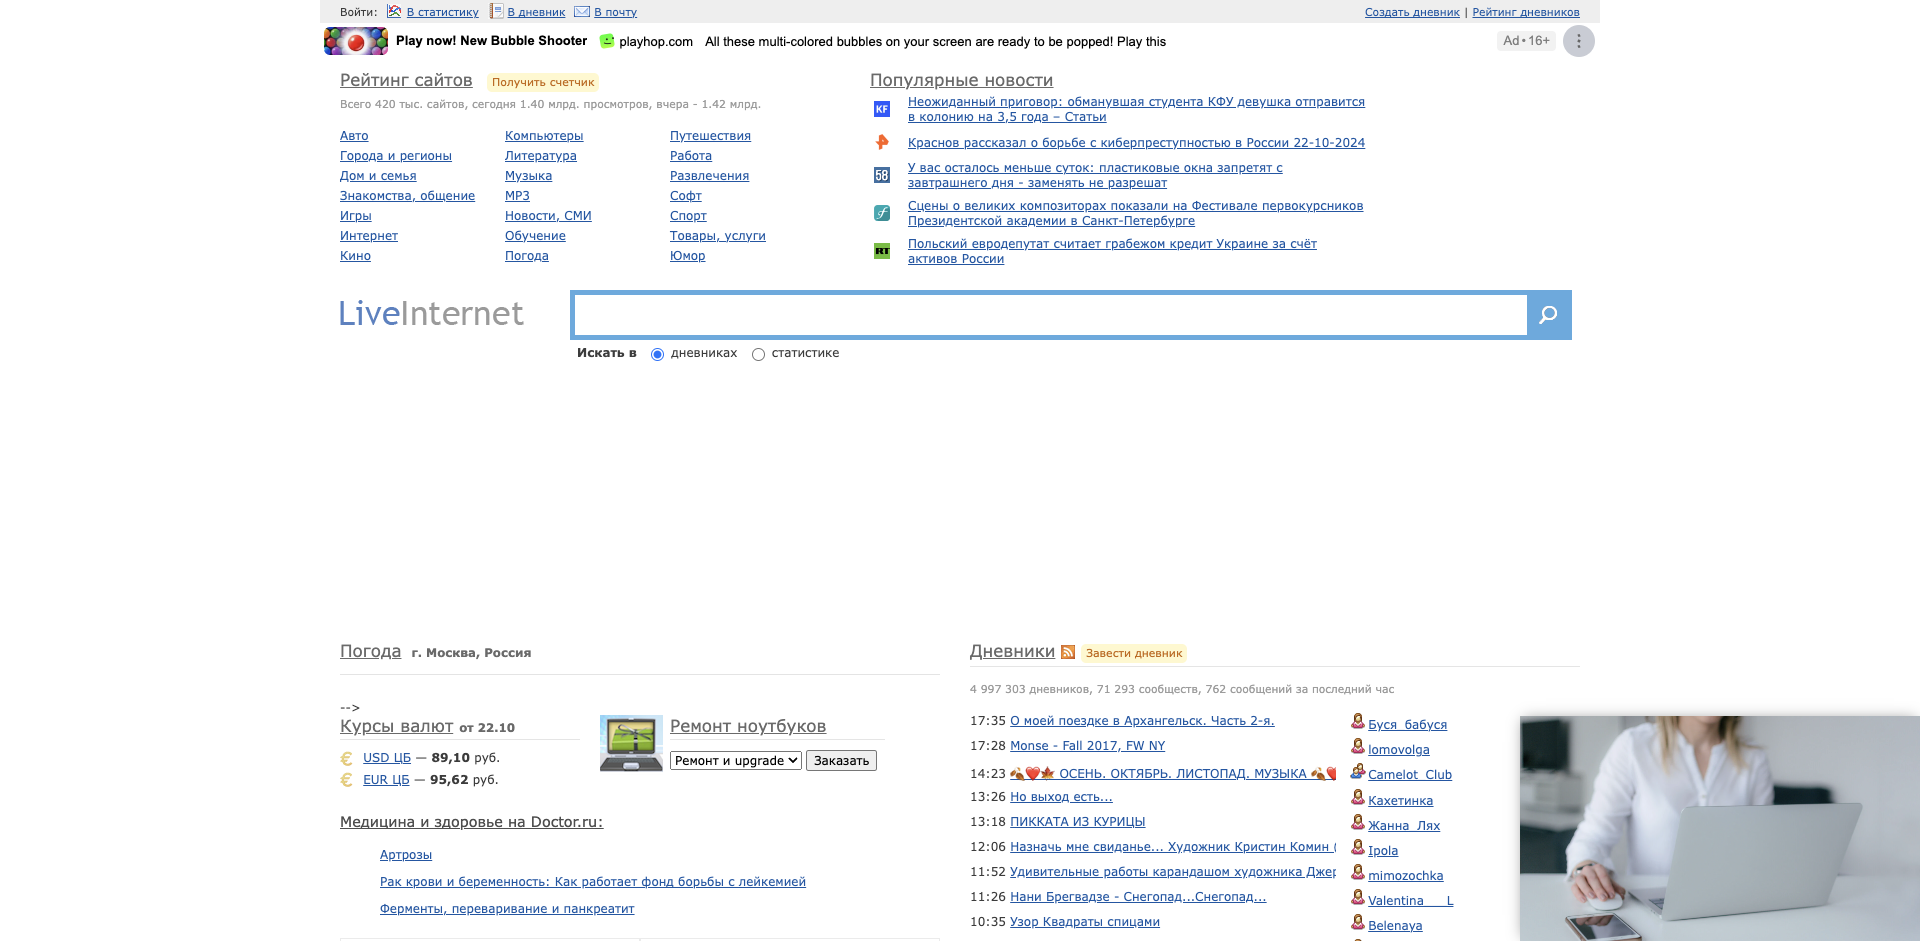 Войти: В статистику В дневник В почту
Создать дневник | Рейтинг дневников
Play now! New Bubble Shooter playhop.com All these multi-colored bubbles on your screen are ready to be popped! Play this
Ad • 16+
Рейтинг сайтов Получить счетчик
Всего 420 тыс. сайтов, сегодня 1.40 млрд. просмотров, вчера - 1.42 млрд.
Авто Компьютеры Путешествия
Города и регионы Литература Работа
Дом и семья Музыка Развлечения
Знакомства, общение MP3 Софт
Игры Новости, СМИ Спорт
Интернет Обучение Товары, услуги
Кино Погода Юмор
Популярные новости
KF Неожиданный приговор: обманувшая студента КФУ девушка отправится
в колонию на 3,5 года – Статьи
Краснов рассказал о борьбе с киберпреступностью в России 22-10-2024
58 У вас осталось меньше суток: пластиковые окна запретят с
завтрашнего дня - заменять не разрешат
Сцены о великих композиторах показали на Фестивале первокурсников
Президентской академии в Санкт-Петербурге
RT Польский евродепутат считает грабежом кредит Украине за счёт
активов России
LiveInternet
Искать в дневниках статистике
Погода г. Москва, Россия
-->
Курсы валют от 22.10
€ USD ЦБ — 89,10 руб.
€ EUR ЦБ — 95,62 руб.
Ремонт ноутбуков
Ремонт и upgrade Заказать
Медицина и здоровье на Doctor.ru:
Артрозы
Рак крови и беременность: Как работает фонд борьбы с лейкемией
Ферменты, переваривание и панкреатит
Дневники Завести дневник
4 997 303 дневников, 71 293 сообществ, 762 сообщений за последний час
17:35 О моей поездке в Архангельск. Часть 2-я. Буся_бабуся
17:28 Monse - Fall 2017, FW NY lomovolga
14:23 🍂❤️🍁 ОСЕНЬ. ОКТЯБРЬ. ЛИСТОПАД. МУЗЫКА 🍂❤ Camelot_Club
13:26 Но выход есть... Кахетинка
13:18 ПИККАТА ИЗ КУРИЦЫ Жанна_Лях
12:06 Назначь мне свиданье... Художник Кристин Комин ( Ipola
11:52 Удивительные работы карандашом художника Джер mimozochka
11:26 Нани Брегвадзе - Снегопад...Снегопад... Valentina___L
10:35 Узор Квадраты спицами Belenaya